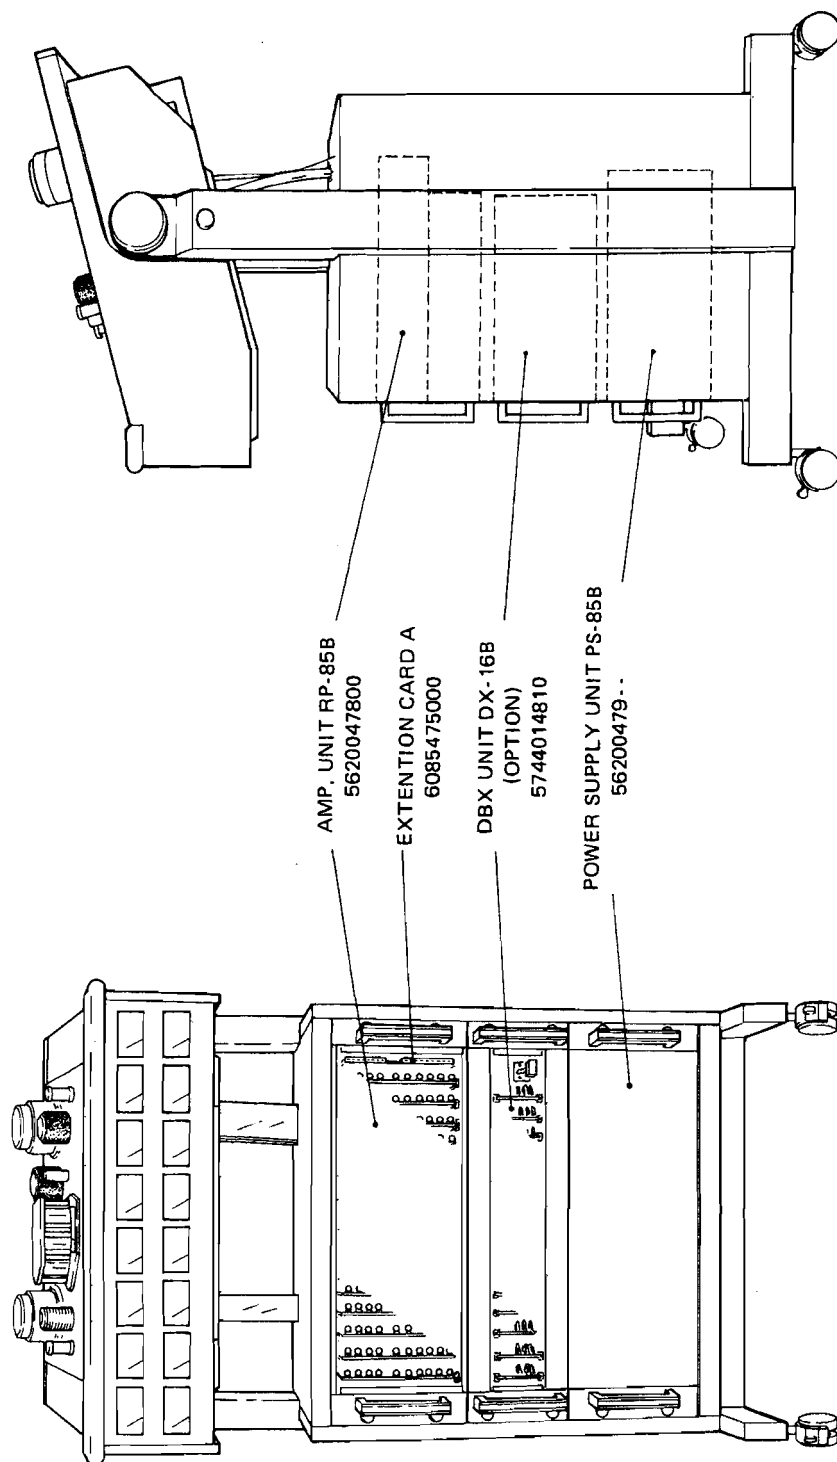 AMP. UNIT RP-85B
5620047800
EXTENTION CARD A
6085475000
DBX UNIT DX-16B
(OPTION)
5744014810
POWER SUPPLY UNIT PS-85B
56200479--